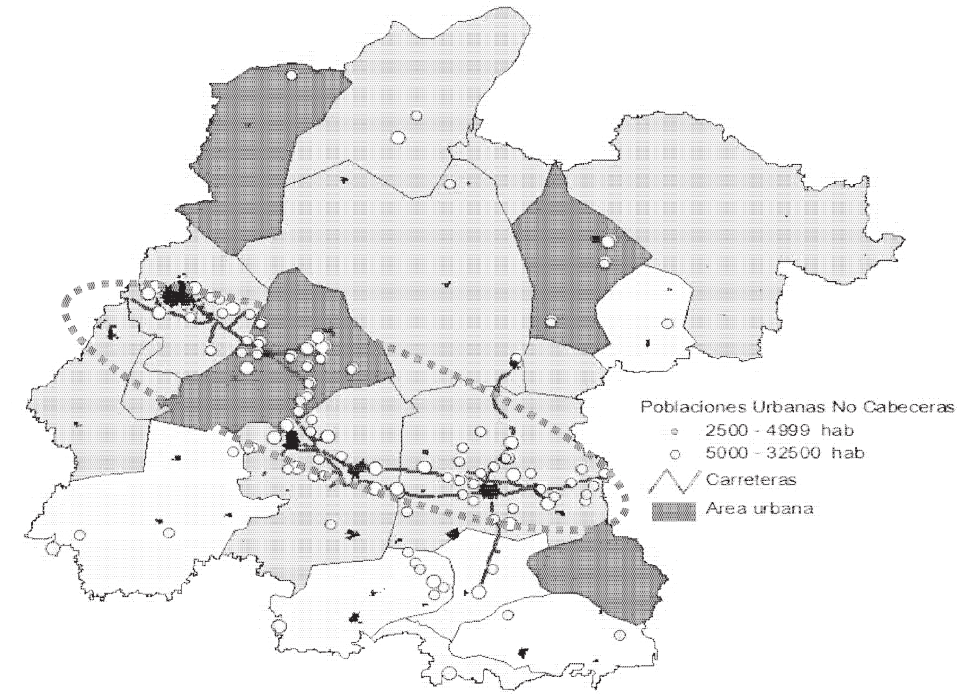 Poblaciones Urbanas No Cabeceras
2500 - 4999 hab
5000 - 32500 hab
Carreteras
Area urbana